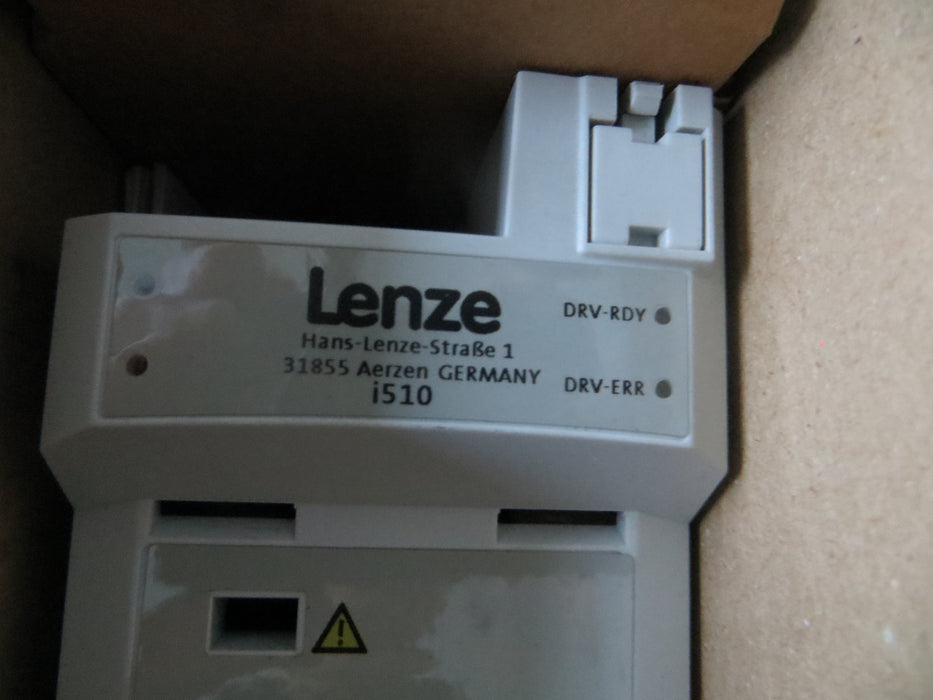 Lenze
Hans-Lenze-Straße 1
31855 Aerzen GERMANY
i510
DRV-RDY
DRV-ERR